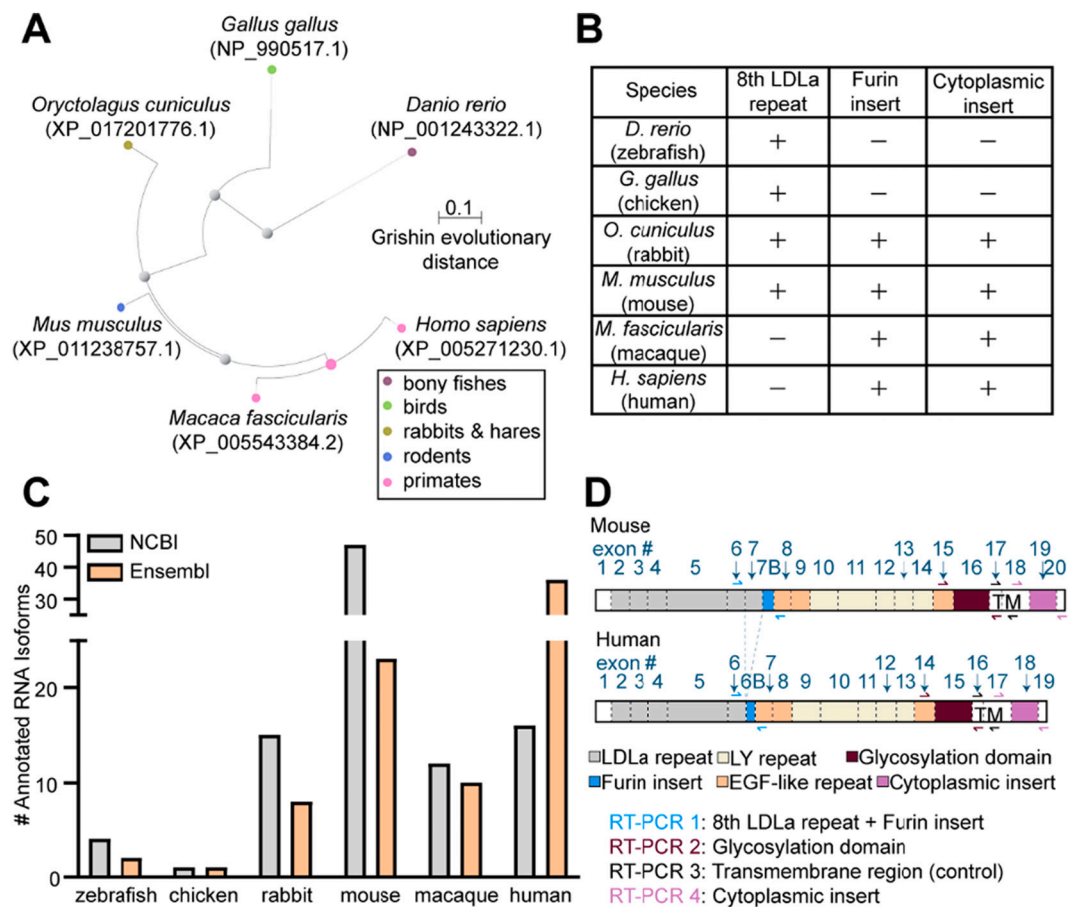 A
Gallus gallus
(NP_990517.1)
Oryctolagus cuniculus
(XP_017201776.1)
Danio rerio
(NP_001243322.1)
0.1
Grishin evolutionary
distance
Mus musculus
(XP_011238757.1)
Homo sapiens
(XP_005271230.1)
Macaca fascicularis
(XP_005543384.2)
bony fishes
birds
rabbits & hares
rodents
primates
B
Species 8th LDLa repeat Furin insert Cytoplasmic insert
D. rerio (zebrafish) + − −
G. gallus (chicken) + − −
O. cuniculus (rabbit) + + +
M. musculus (mouse) + + +
M. fascicularis (macaque) − + +
H. sapiens (human) − + +
C
# Annotated RNA Isoforms
50
40
30
20
10
0
NCBI
Ensembl
zebrafish chicken rabbit mouse macaque human
D
Mouse
exon #
6 7 8 13 15 17 19
1 2 3 4 5 7B 9 10 11 12 14 16 18 20
TM
Human
exon #
6 7 12 14 16 18
1 2 3 4 5 6B 8 9 10 11 13 15 17 19
TM
LDLa repeat LY repeat Glycosylation domain
Furin insert EGF-like repeat Cytoplasmic insert
RT-PCR 1: 8th LDLa repeat + Furin insert
RT-PCR 2: Glycosylation domain
RT-PCR 3: Transmembrane region (control)
RT-PCR 4: Cytoplasmic insert